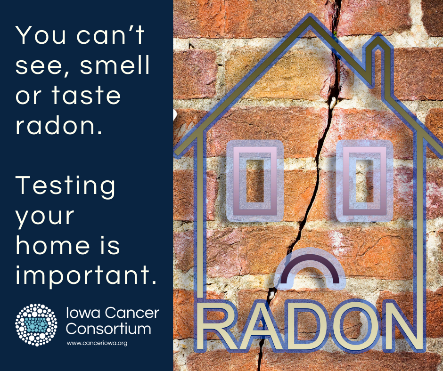 You can't
see, smell
or taste
radon.
Testing
your
home is
important.
Iowa Cancer
Consortium
www.canceriowa.org
RADON